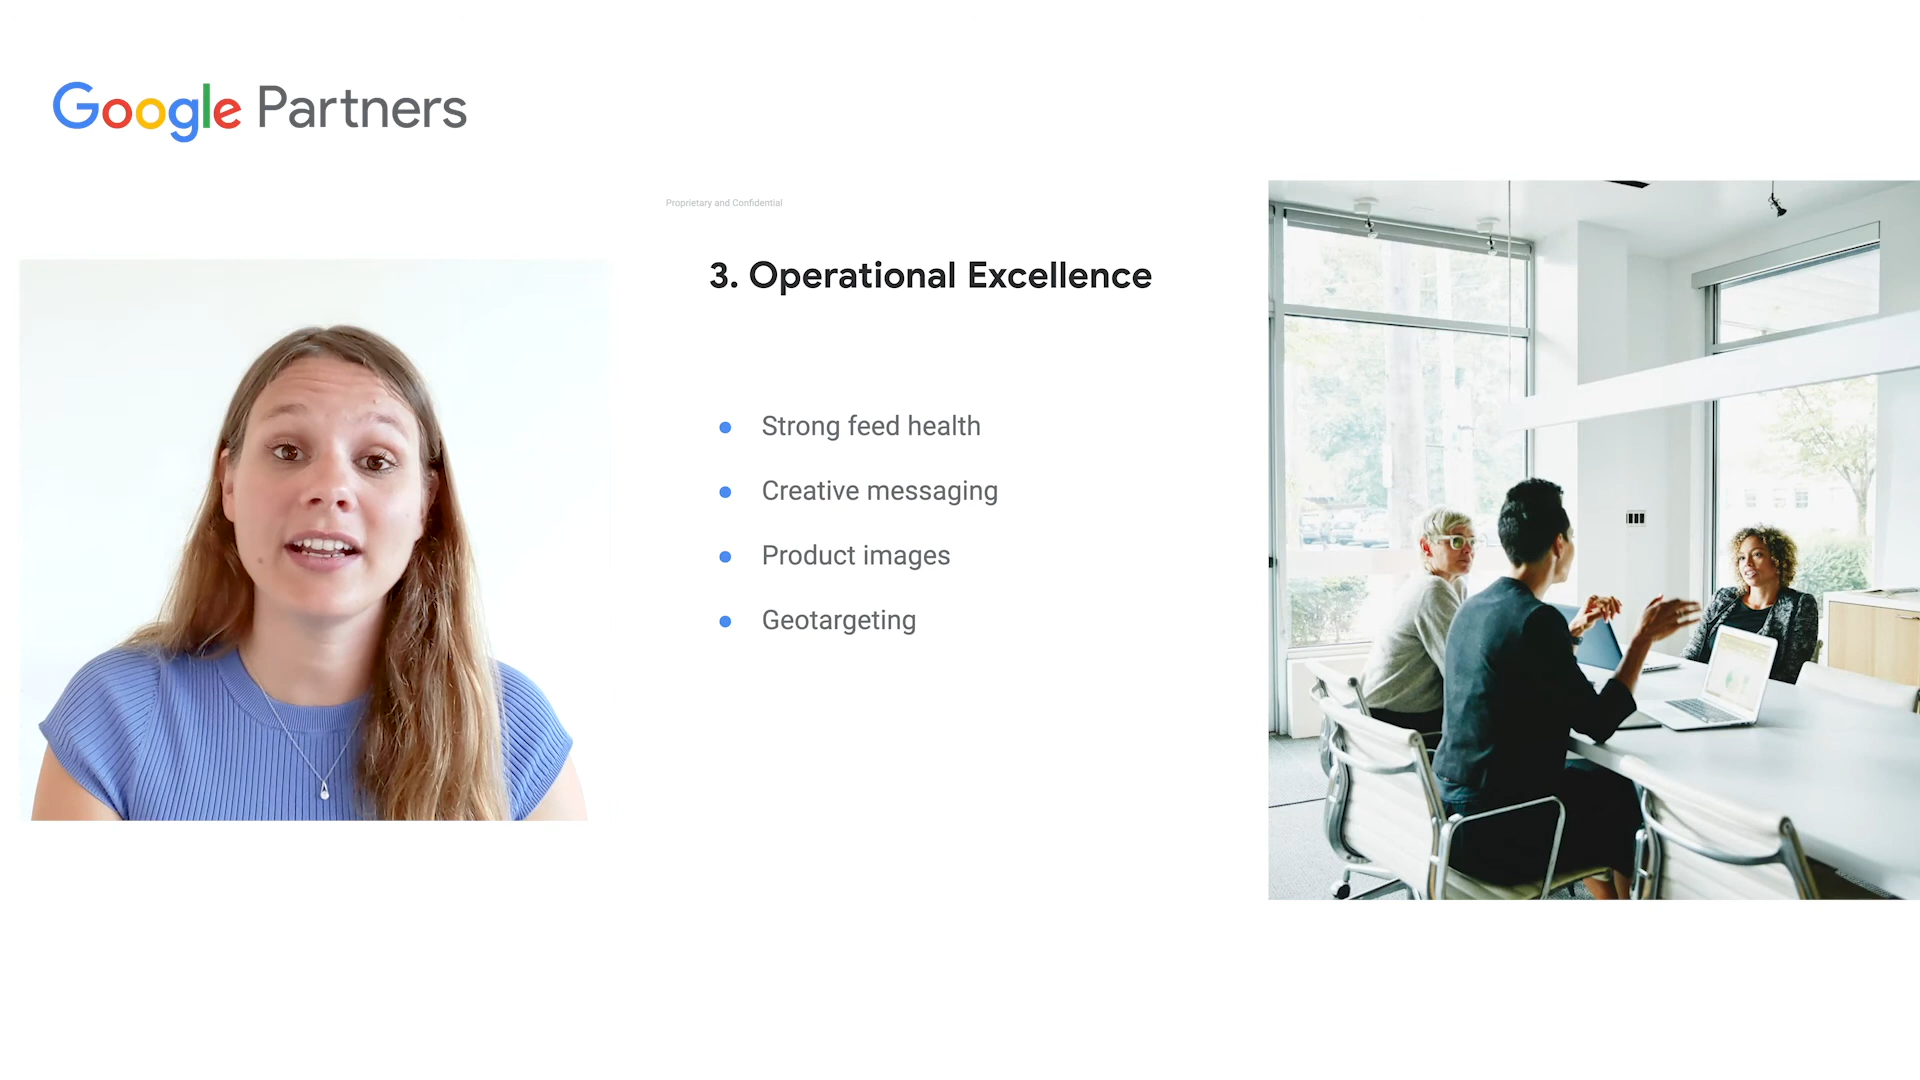 Google Partners
Proprietary and Confidential
3. Operational Excellence
Strong feed health
Creative messaging
Product images
Geotargeting